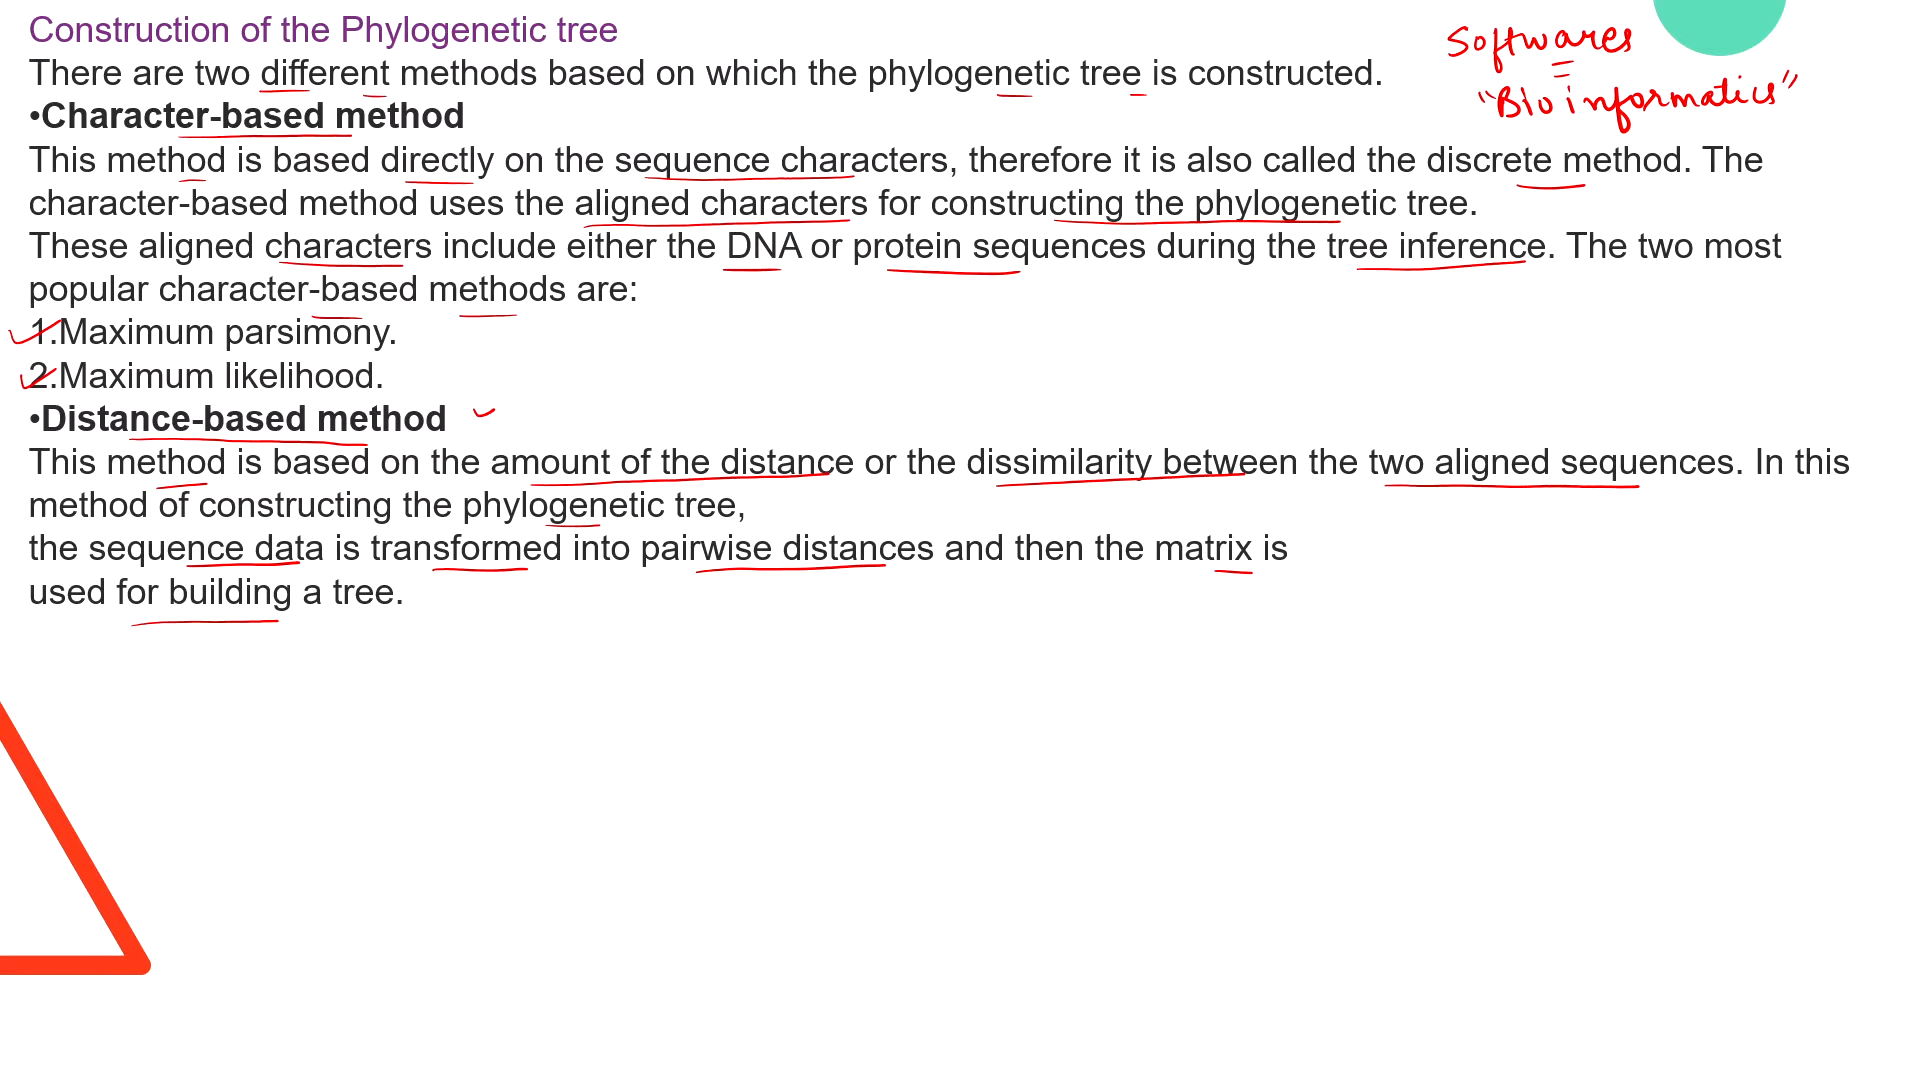 Construction of the Phylogenetic tree
There are two different methods based on which the phylogenetic tree is constructed.
Softwares
"Bioinformatics"
•Character-based method
This method is based directly on the sequence characters, therefore it is also called the discrete method. The
character-based method uses the aligned characters for constructing the phylogenetic tree.
These aligned characters include either the DNA or protein sequences during the tree inference. The two most
popular character-based methods are:
1.Maximum parsimony.
2.Maximum likelihood.
•Distance-based method
This method is based on the amount of the distance or the dissimilarity between the two aligned sequences. In this
method of constructing the phylogenetic tree,
the sequence data is transformed into pairwise distances and then the matrix is
used for building a tree.